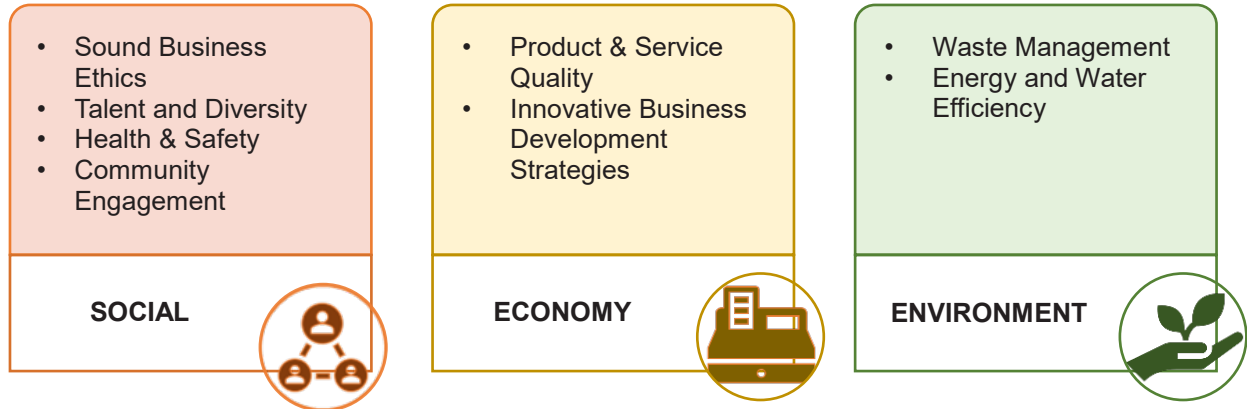 • Sound Business
Ethics
• Talent and Diversity
• Health & Safety
• Community
Engagement
SOCIAL
• Product & Service
Quality
• Innovative Business
Development
Strategies
ECONOMY
• Waste Management
• Energy and Water
Efficiency
ENVIRONMENT